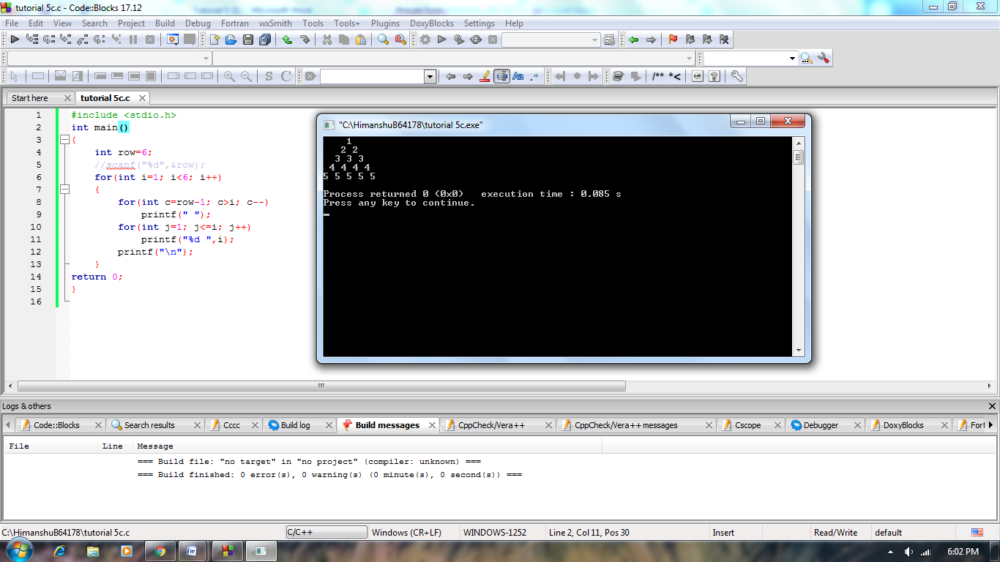 tutorial 5c.c - Code::Blocks 17.12
File Edit View Search Project Build Debug Fortran wxSmith Tools Tools+ Plugins DoxyBlocks Settings Help
S C Aa .* /** *<
Start here tutorial 5c.c
1 #include <stdio.h>
2 int main()
3 {
4 int row=6;
5 //scanf("%d",&row);
6 for(int i=1; i<6; i++)
7 {
8 for(int c=row-1; c>i; c--)
9 printf(" ");
10 for(int j=1; j<=i; j++)
11 printf("%d ",i);
12 printf("\n");
13 }
14 return 0;
15 }
16
"C:\HimanshuB64178\tutorial 5c.exe"
1
2 2
3 3 3
4 4 4 4
5 5 5 5 5
Process returned 0 (0x0)   execution time : 0.085 s
Press any key to continue.
Logs & others
Code::Blocks Search results Cccc Build log Build messages CppCheck/Vera++ CppCheck/Vera++ messages Cscope Debugger DoxyBlocks Fort
File Line Message
=== Build file: "no target" in "no project" (compiler: unknown) ===
=== Build finished: 0 error(s), 0 warning(s) (0 minute(s), 0 second(s)) ===
C:\HimanshuB64178\tutorial 5c.c C/C++ Windows (CR+LF) WINDOWS-1252 Line 2, Col 11, Pos 30 Insert Read/Write default
6:02 PM